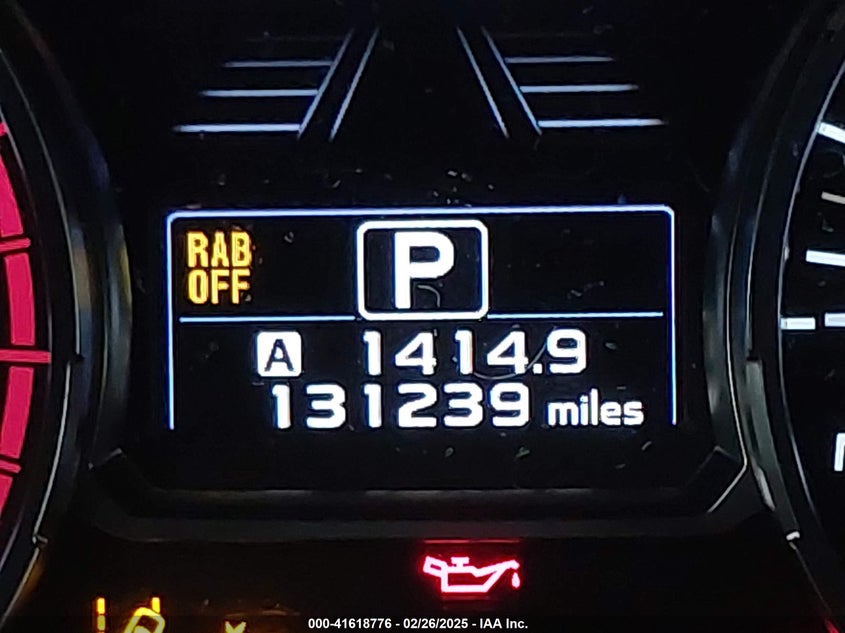 RAB
OFF
P
A 1414.9
131239 miles
000-41618776 - 02/26/2025 - IAA Inc.